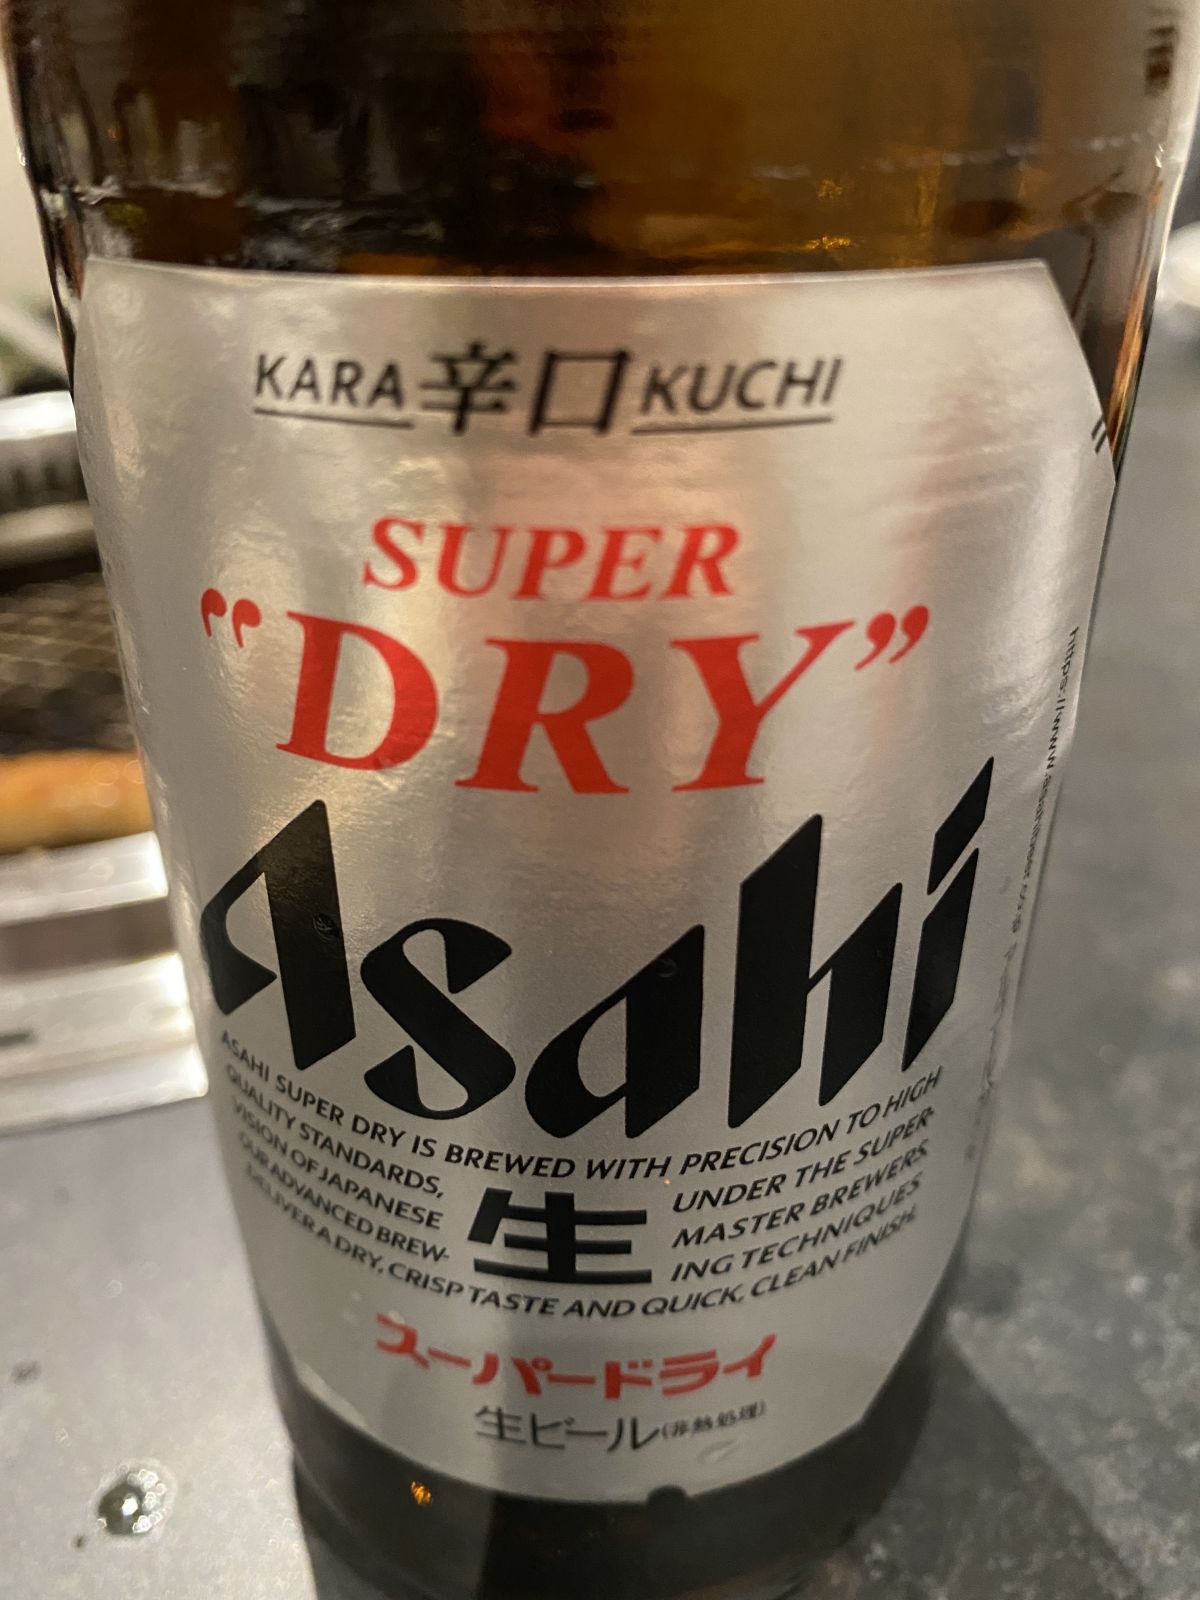 KARA 辛口 KUCHI
SUPER
“DRY”
Asahi
ASAHI SUPER DRY IS BREWED WITH PRECISION TO HIGH
QUALITY STANDARDS, UNDER THE SUPER-
VISION OF JAPANESE 生 MASTER BREWERS.
OUR ADVANCED BREW- ING TECHNIQUES
DELIVER A DRY, CRISP TASTE AND QUICK, CLEAN FINISH.
スーパードライ
生ビール(非熱処理)